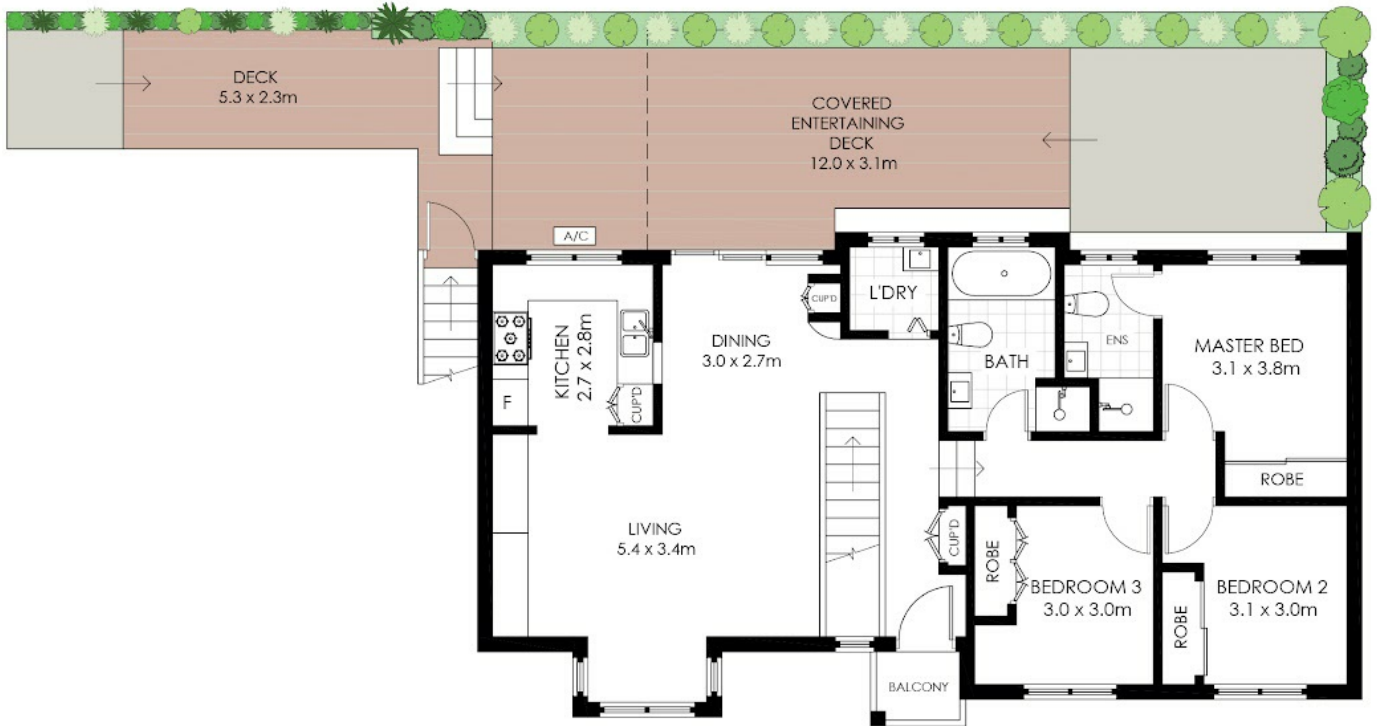 DECK
5.3 x 2.3m
COVERED
ENTERTAINING
DECK
12.0 x 3.1m
A/C
KITCHEN
2.7 x 2.8m
F
CUP'D
DINING
3.0 x 2.7m
CUP'D
L'DRY
BATH
ENS
MASTER BED
3.1 x 3.8m
ROBE
LIVING
5.4 x 3.4m
CUP'D
ROBE
BEDROOM 3
3.0 x 3.0m
ROBE
BEDROOM 2
3.1 x 3.0m
BALCONY